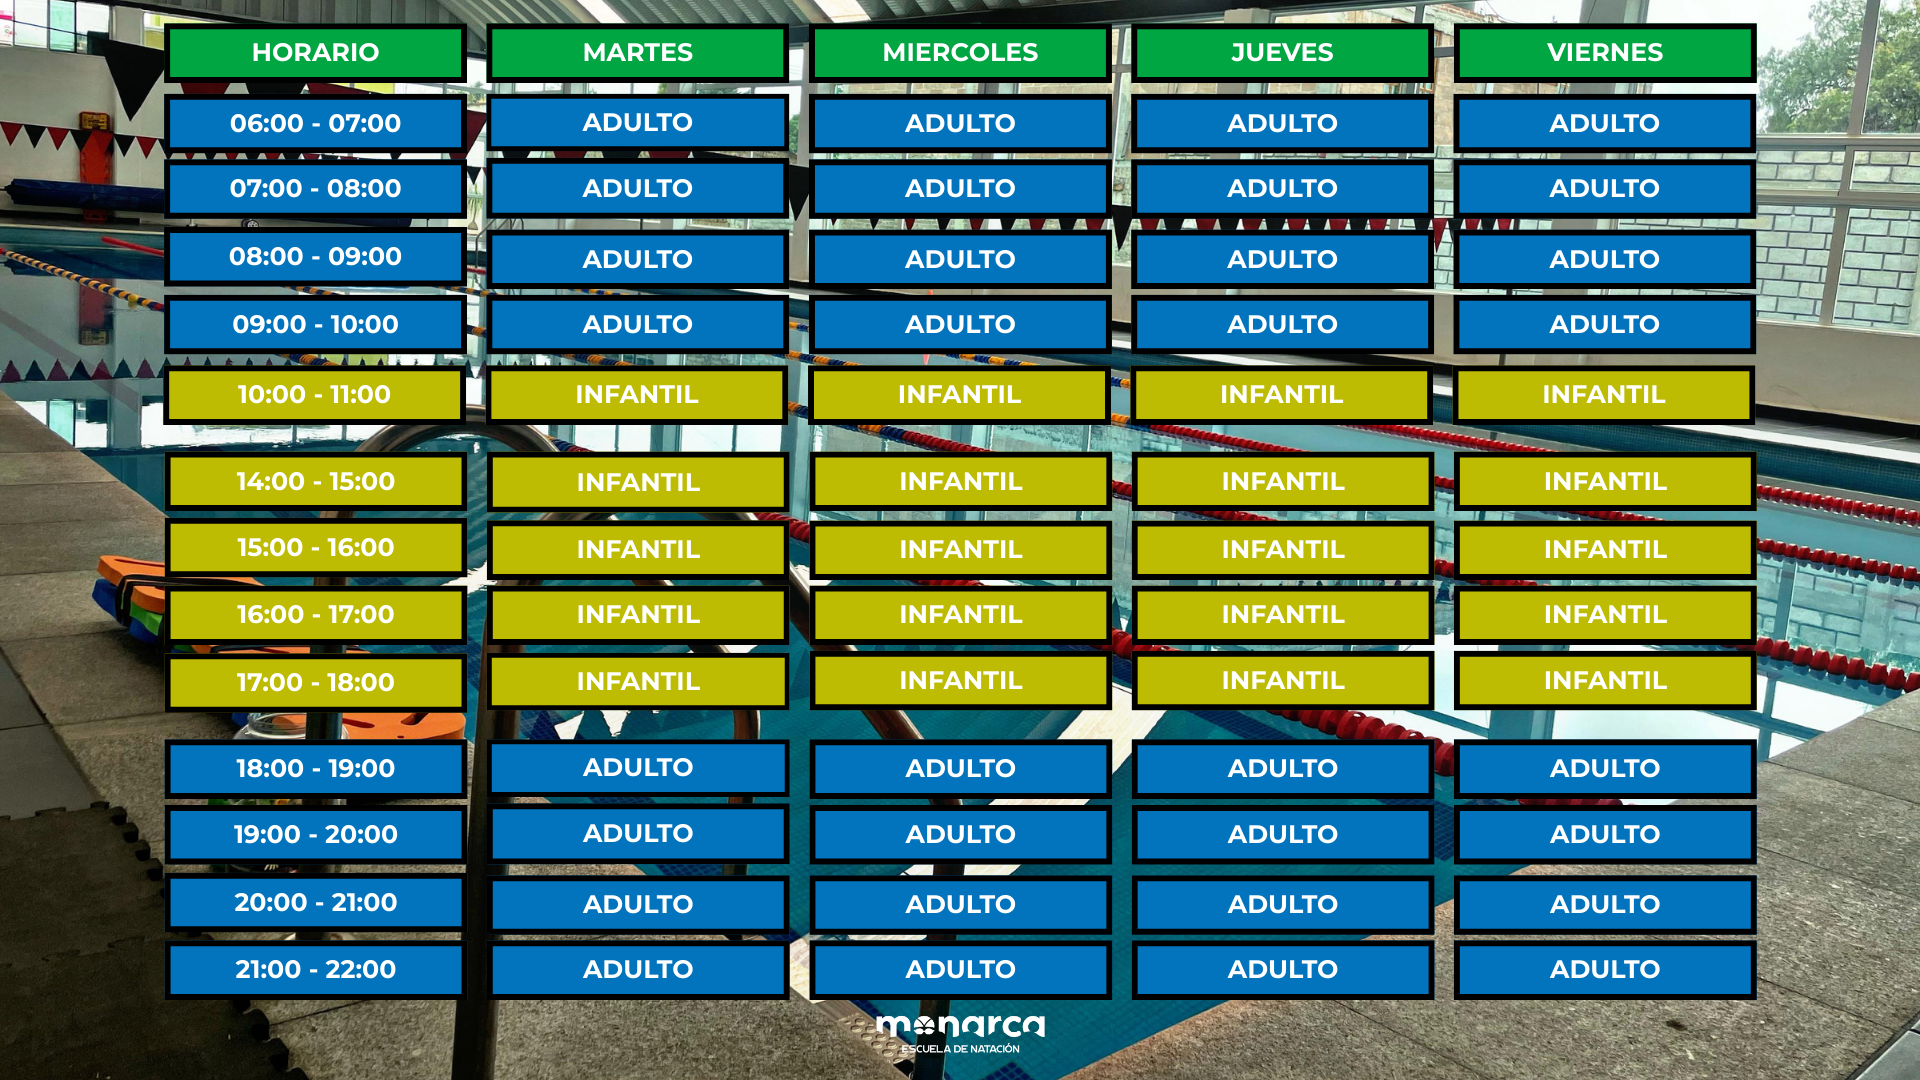 HORARIO MARTES MIERCOLES JUEVES VIERNES
06:00 - 07:00 ADULTO ADULTO ADULTO ADULTO
07:00 - 08:00 ADULTO ADULTO ADULTO ADULTO
08:00 - 09:00 ADULTO ADULTO ADULTO ADULTO
09:00 - 10:00 ADULTO ADULTO ADULTO ADULTO
10:00 - 11:00 INFANTIL INFANTIL INFANTIL INFANTIL
14:00 - 15:00 INFANTIL INFANTIL INFANTIL INFANTIL
15:00 - 16:00 INFANTIL INFANTIL INFANTIL INFANTIL
16:00 - 17:00 INFANTIL INFANTIL INFANTIL INFANTIL
17:00 - 18:00 INFANTIL INFANTIL INFANTIL INFANTIL
18:00 - 19:00 ADULTO ADULTO ADULTO ADULTO
19:00 - 20:00 ADULTO ADULTO ADULTO ADULTO
20:00 - 21:00 ADULTO ADULTO ADULTO ADULTO
21:00 - 22:00 ADULTO ADULTO ADULTO ADULTO
monarca
ESCUELA DE NATACIÓN